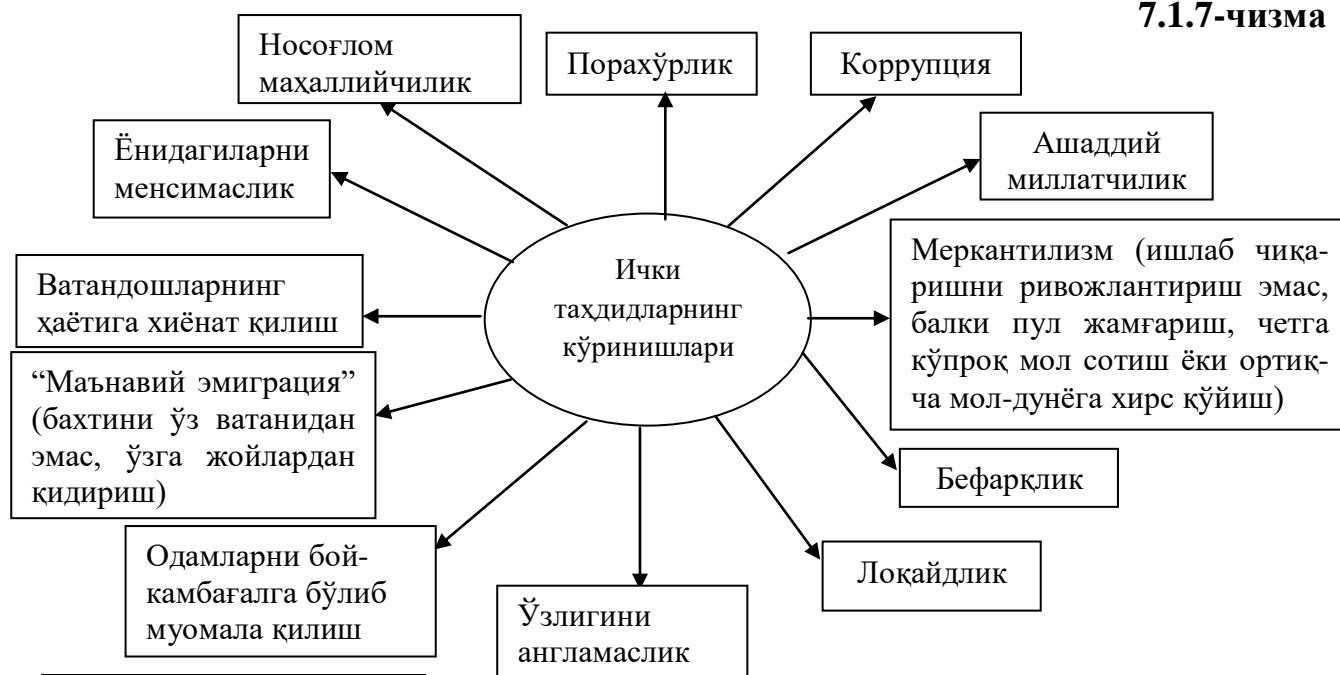 7.1.7-чизма
Носоғлом
маҳаллийчилик
Порахўрлик
Коррупция
Ёнидагиларни
менсимаслик
Ашаддий
миллатчилик
Ички
таҳдидларнинг
кўринишлари
Меркантилизм (ишлаб чиқа-
ришни ривожлантириш эмас,
балки пул жамғариш, четга
кўпроқ мол сотиш ёки ортиқ-
ча мол-дунёга хирс қўйиш)
Ватандошларнинг
ҳаётига хиёнат қилиш
“Маънавий эмиграция”
(бахтини ўз ватанидан
эмас, ўзга жойлардан
қидириш)
Бефарқлик
Одамларни бой-
камбағалга бўлиб
муомала қилиш
Лоқайдлик
Ўзлигини
англамаслик